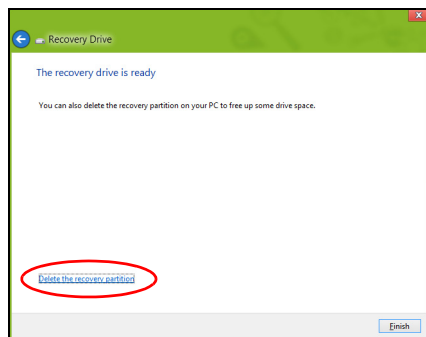 Recovery Drive
The recovery drive is ready
You can also delete the recovery partition on your PC to free up some drive space.
Delete the recovery partition
Finish